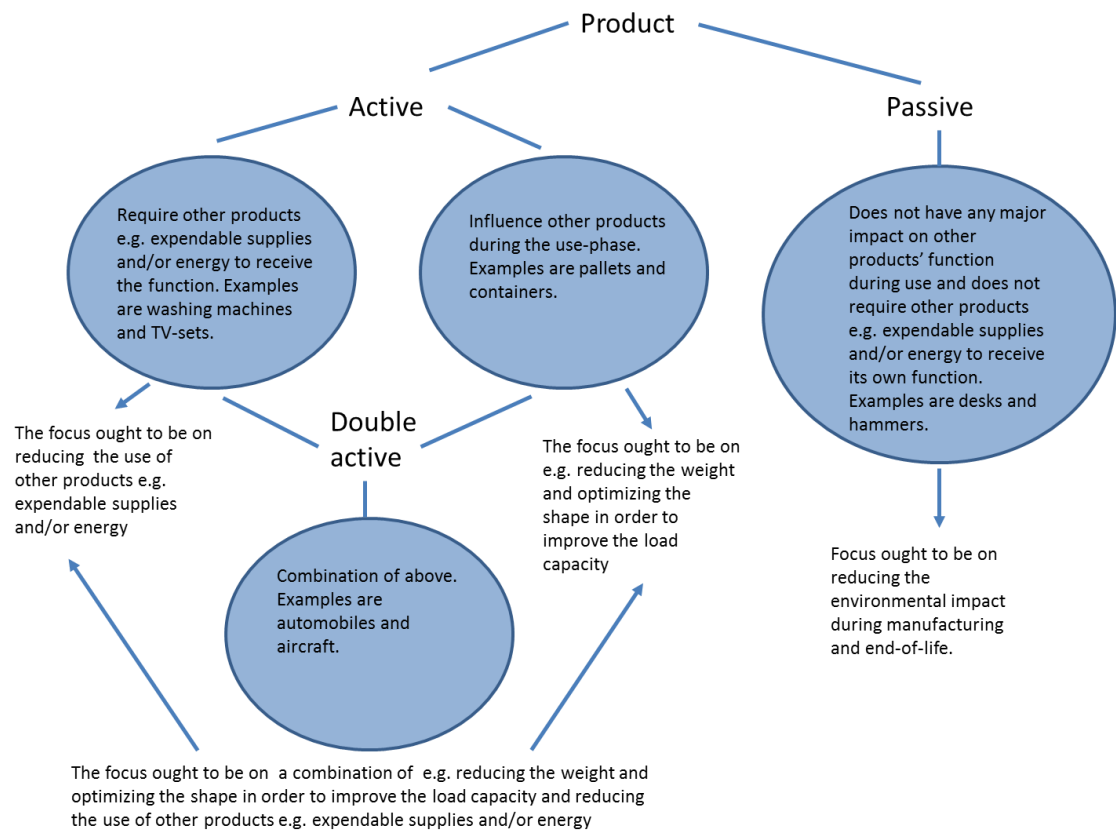 Product
Active
Passive
Require other products
e.g. expendable supplies
and/or energy to receive
the function. Examples
are washing machines
and TV-sets.
Influence other products
during the use-phase.
Examples are pallets and
containers.
Does not have any major
impact on other
products’ function
during use and does not
require other products
e.g. expendable supplies
and/or energy to receive
its own function.
Examples are desks and
hammers.
The focus ought to be on
reducing the use of
other products e.g.
expendable supplies
and/or energy
Double
active
The focus ought to be on
e.g. reducing the weight
and optimizing the
shape in order to
improve the load
capacity
Combination of above.
Examples are
automobiles and
aircraft.
Focus ought to be on
reducing the
environmental impact
during manufacturing
and end-of-life.
The focus ought to be on a combination of e.g. reducing the weight and
optimizing the shape in order to improve the load capacity and reducing
the use of other products e.g. expendable supplies and/or energy